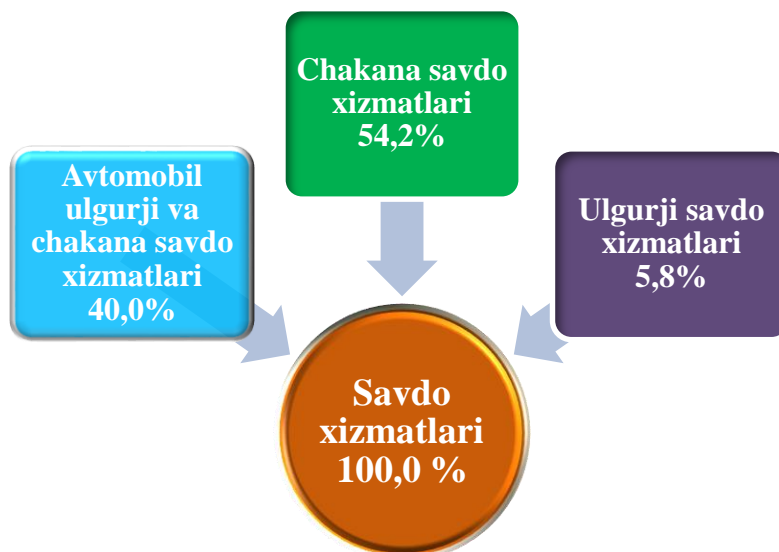 Chakana savdo
xizmatlari
54,2%
Avtomobil
ulgurji va
chakana savdo
xizmatlari
40,0%
Ulgurji savdo
xizmatlari
5,8%
Savdo
xizmatlari
100,0 %